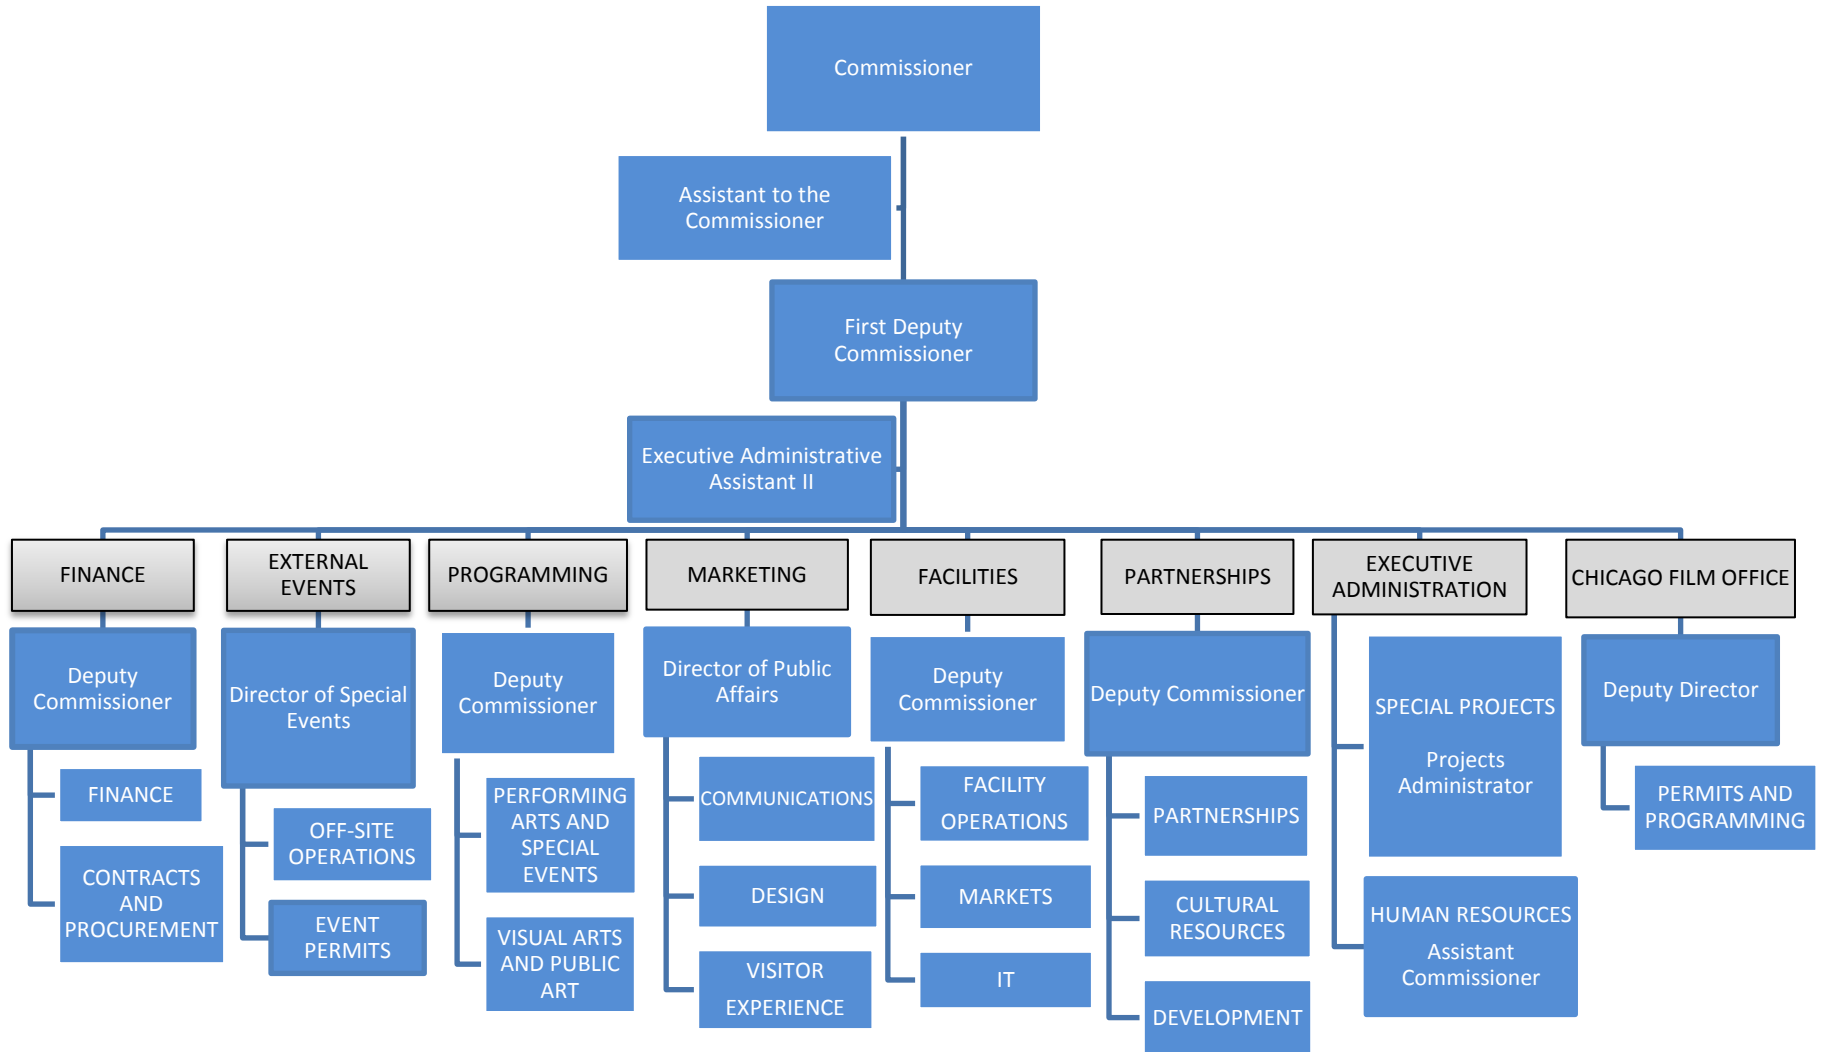 Commissioner
Assistant to the
Commissioner
First Deputy
Commissioner
Executive Administrative
Assistant II
FINANCE
EXTERNAL
EVENTS
PROGRAMMING
MARKETING
FACILITIES
PARTNERSHIPS
EXECUTIVE
ADMINISTRATION
CHICAGO FILM OFFICE
Deputy
Commissioner
FINANCE
CONTRACTS
AND
PROCUREMENT
Director of Special
Events
OFF-SITE
OPERATIONS
EVENT
PERMITS
Deputy
Commissioner
PERFORMING
ARTS AND
SPECIAL
EVENTS
VISUAL ARTS
AND PUBLIC
ART
Director of Public
Affairs
COMMUNICATIONS
DESIGN
VISITOR
EXPERIENCE
Deputy
Commissioner
FACILITY
OPERATIONS
MARKETS
IT
Deputy Commissioner
PARTNERSHIPS
CULTURAL
RESOURCES
DEVELOPMENT
SPECIAL PROJECTS
Projects
Administrator
HUMAN RESOURCES
Assistant
Commissioner
Deputy Director
PERMITS AND
PROGRAMMING